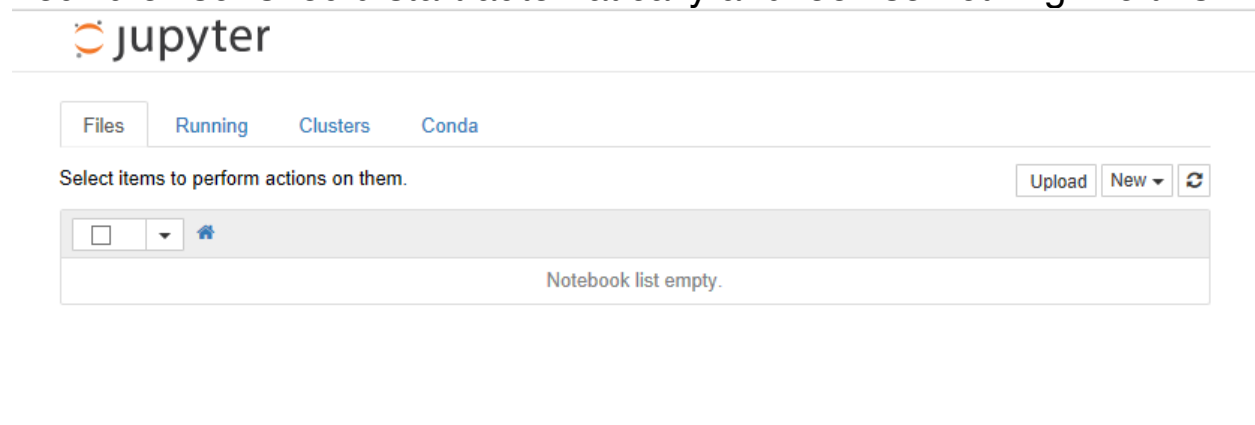 jupyter
Files Running Clusters Conda
Select items to perform actions on them.
Upload New
Notebook list empty.